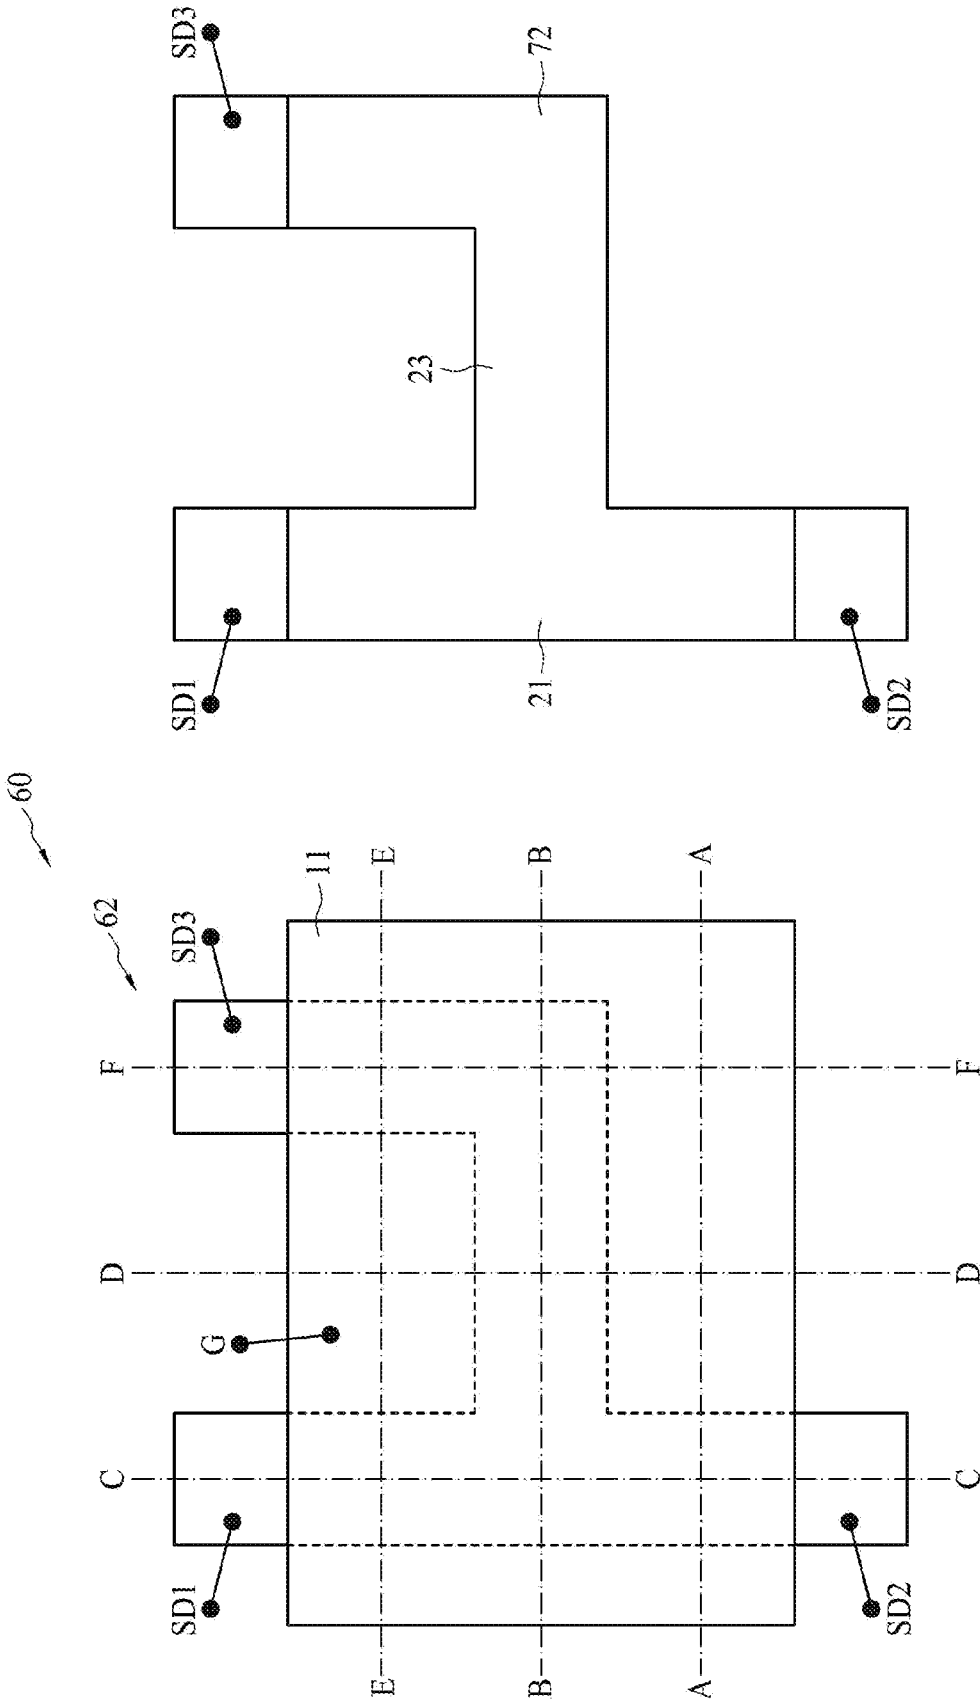 60
C D F 62
SD1 G SD3 SD1 SD3
11
E E 23
B B 21 72
A A
SD2 SD2
C D F